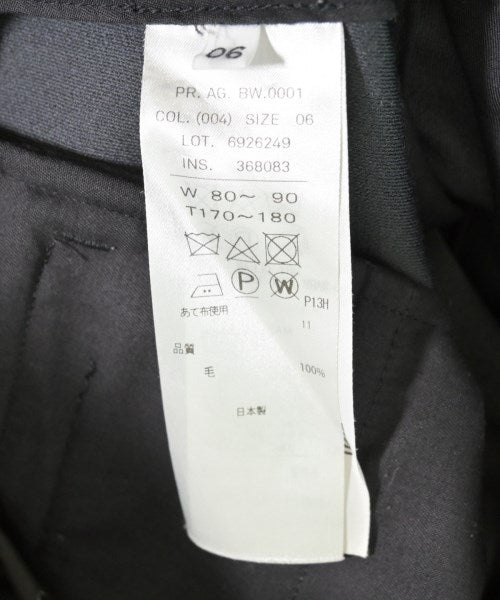 06
PR. AG. BW.0001
COL. (004) SIZE 06
LOT. 6926249
INS. 368083
W 80～ 90
T170～180
P W P13H
あて布使用 11
品質
毛 100%
日本製